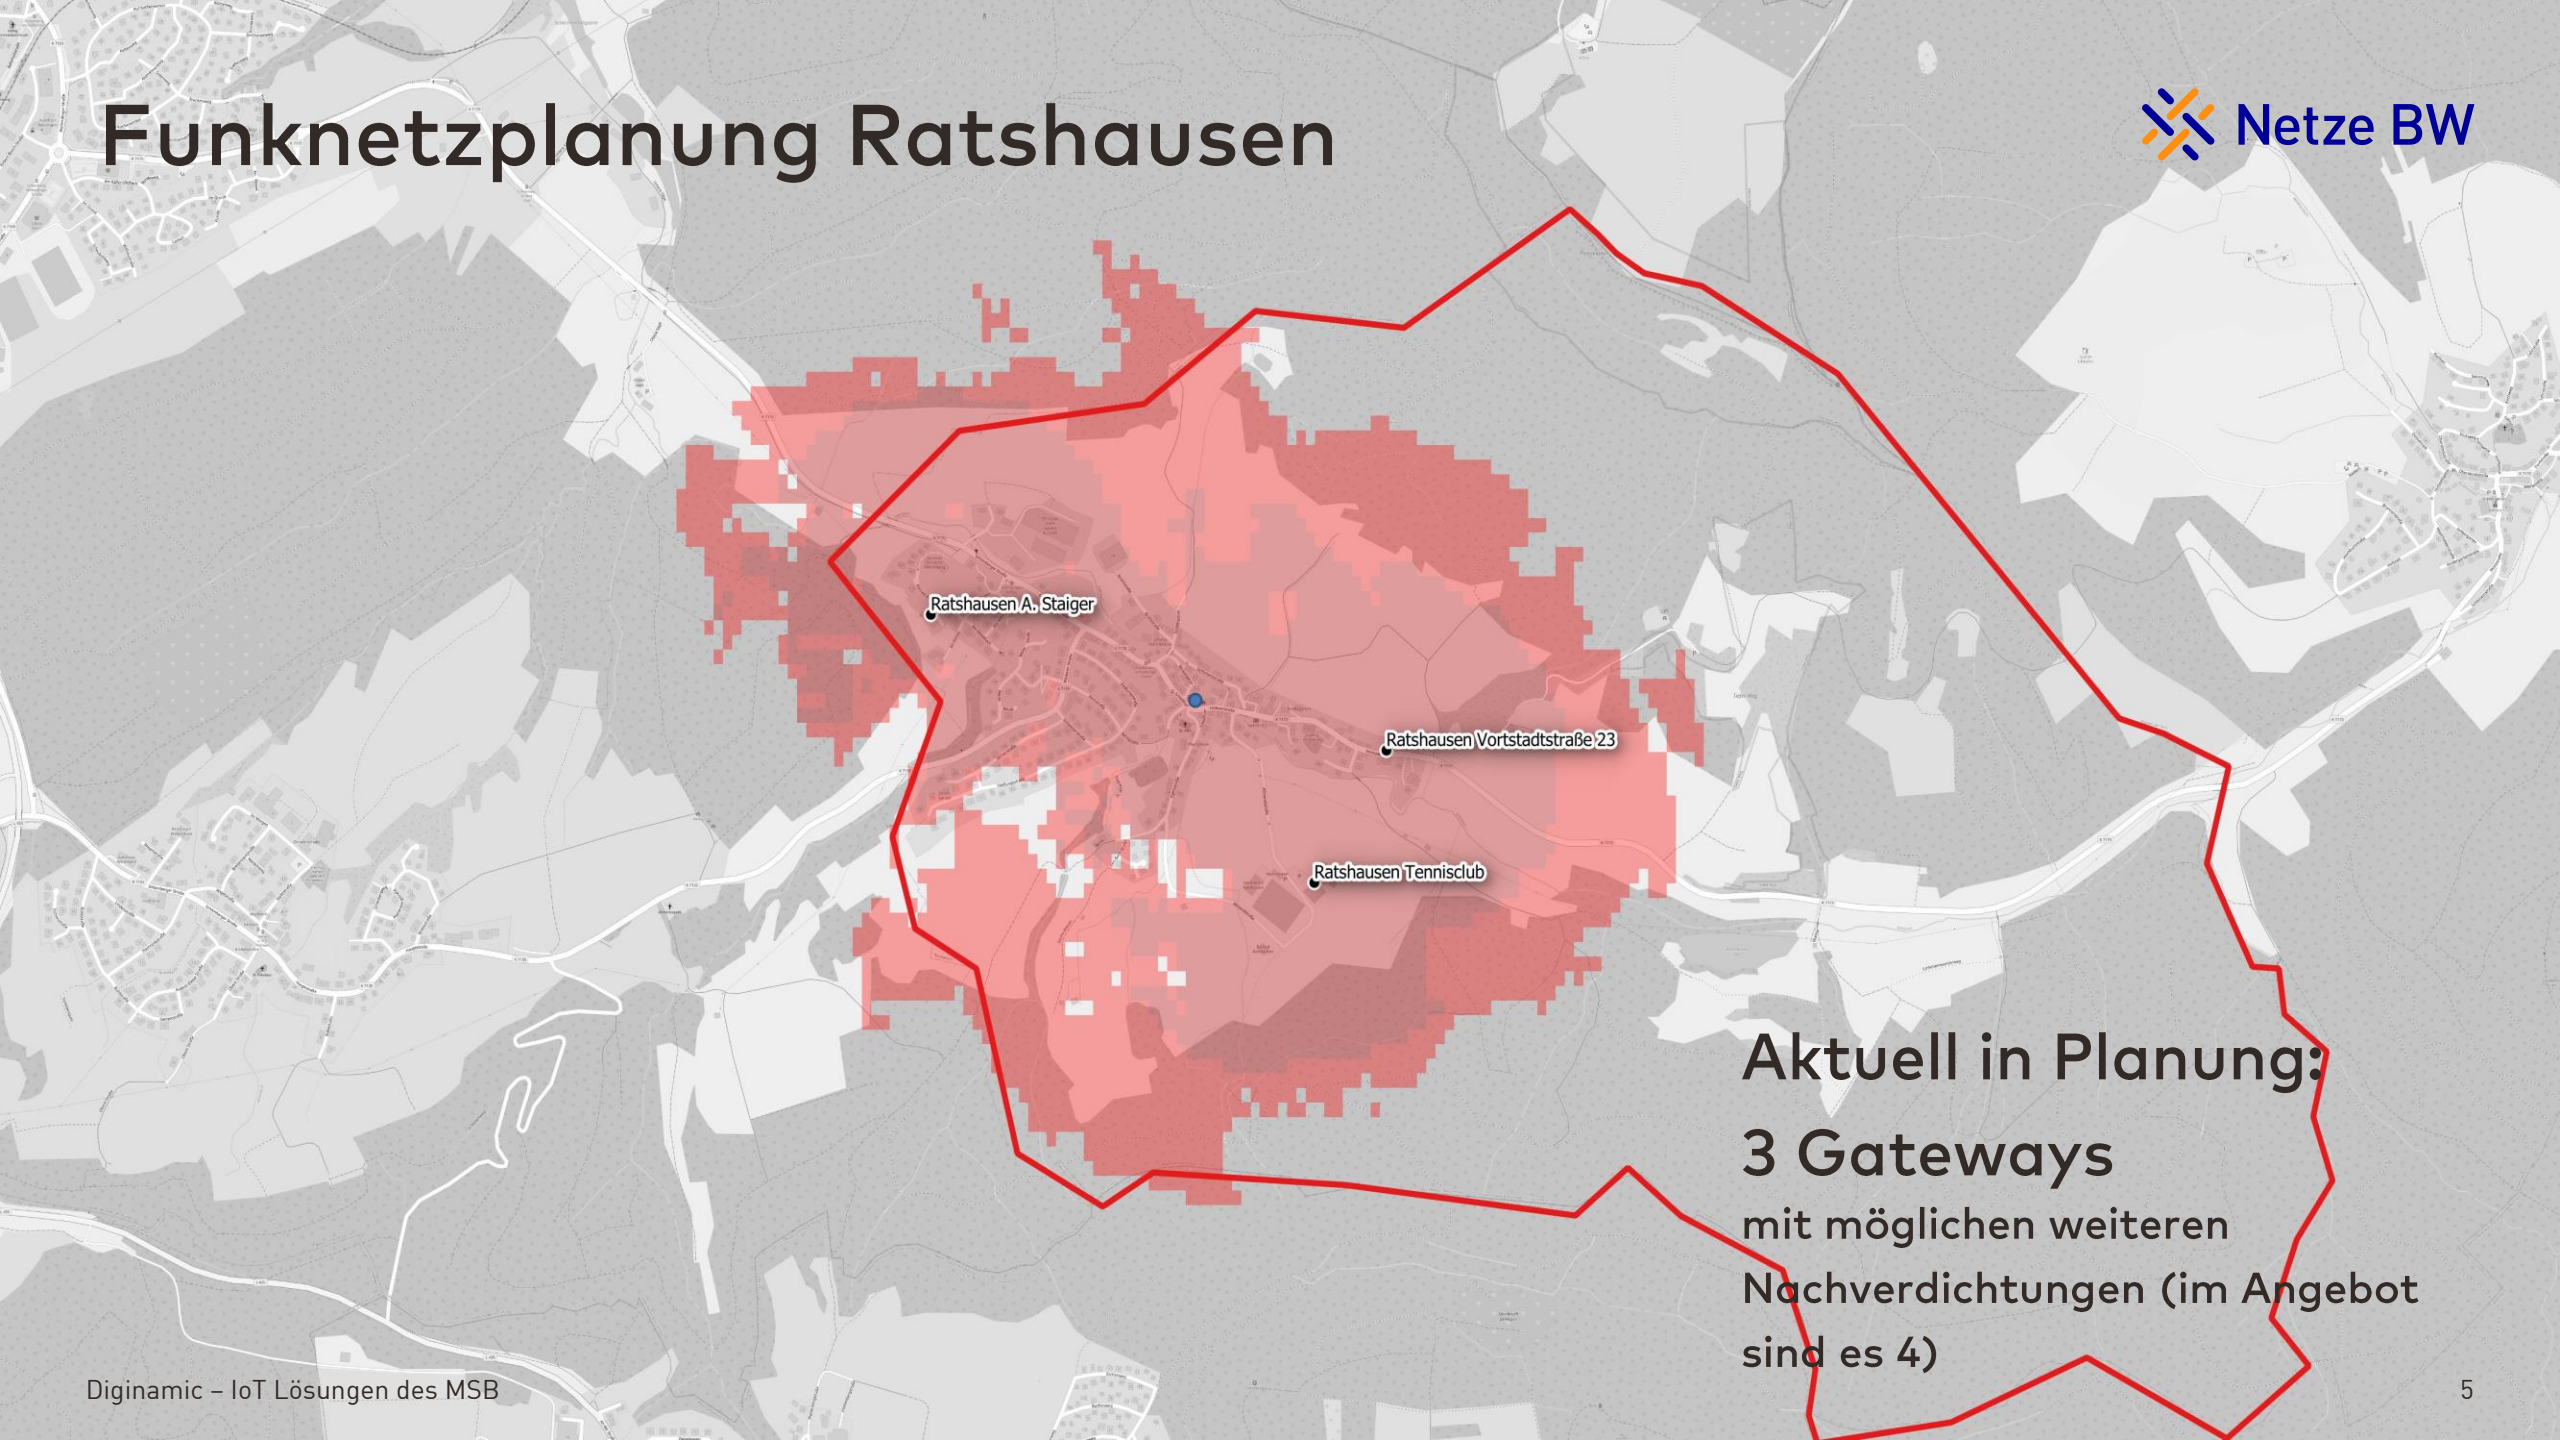 Funknetzplanung Ratshausen
Netze BW
Ratshausen A. Staiger
Ratshausen Vortstadtstraße 23
Ratshausen Tennisclub
Aktuell in Planung:
3 Gateways
mit möglichen weiteren
Nachverdichtungen (im Angebot
sind es 4)
Diginamic – IoT Lösungen des MSB
5